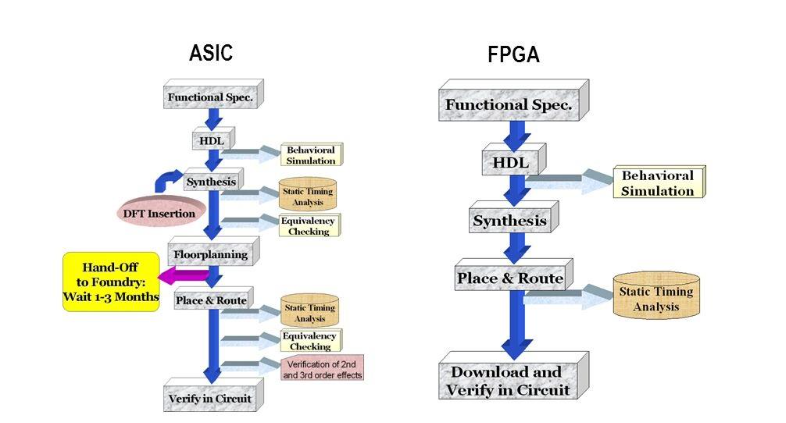 ASIC
Functional Spec.
HDL
Behavioral
Simulation
Synthesis
Static Timing
Analysis
DFT Insertion
Equivalency
Checking
Floorplanning
Hand-Off
to Foundry:
Wait 1-3 Months
Place & Route
Static Timing
Analysis
Equivalency
Checking
Verification of 2nd
and 3rd order effects
Verify in Circuit
FPGA
Functional Spec.
HDL
Behavioral
Simulation
Synthesis
Place & Route
Static Timing
Analysis
Download and
Verify in Circuit